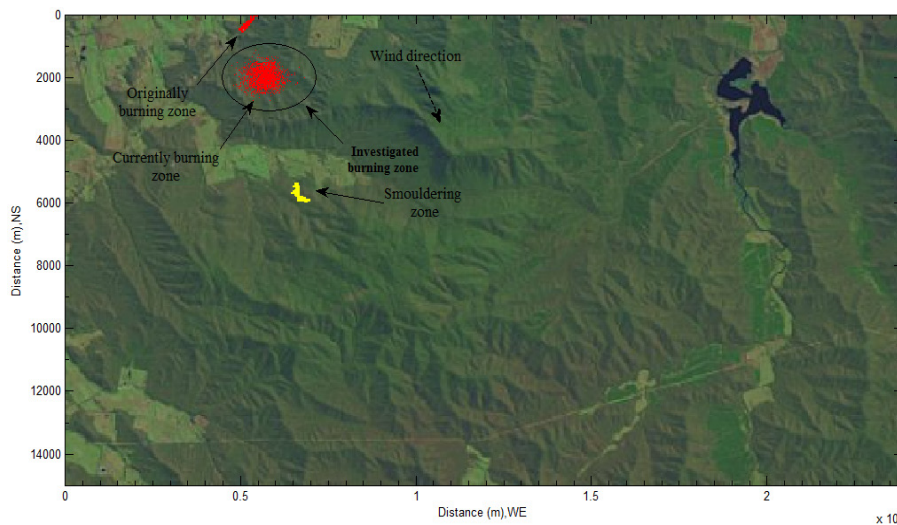 0
2000
4000
6000
8000
10000
12000
14000
Distance (m),NS
Originally
burning zone
Wind direction
Currently burning
zone
Investigated
burning zone
Smouldering
zone
0
0.5
1
1.5
2
x 10
Distance (m),WE